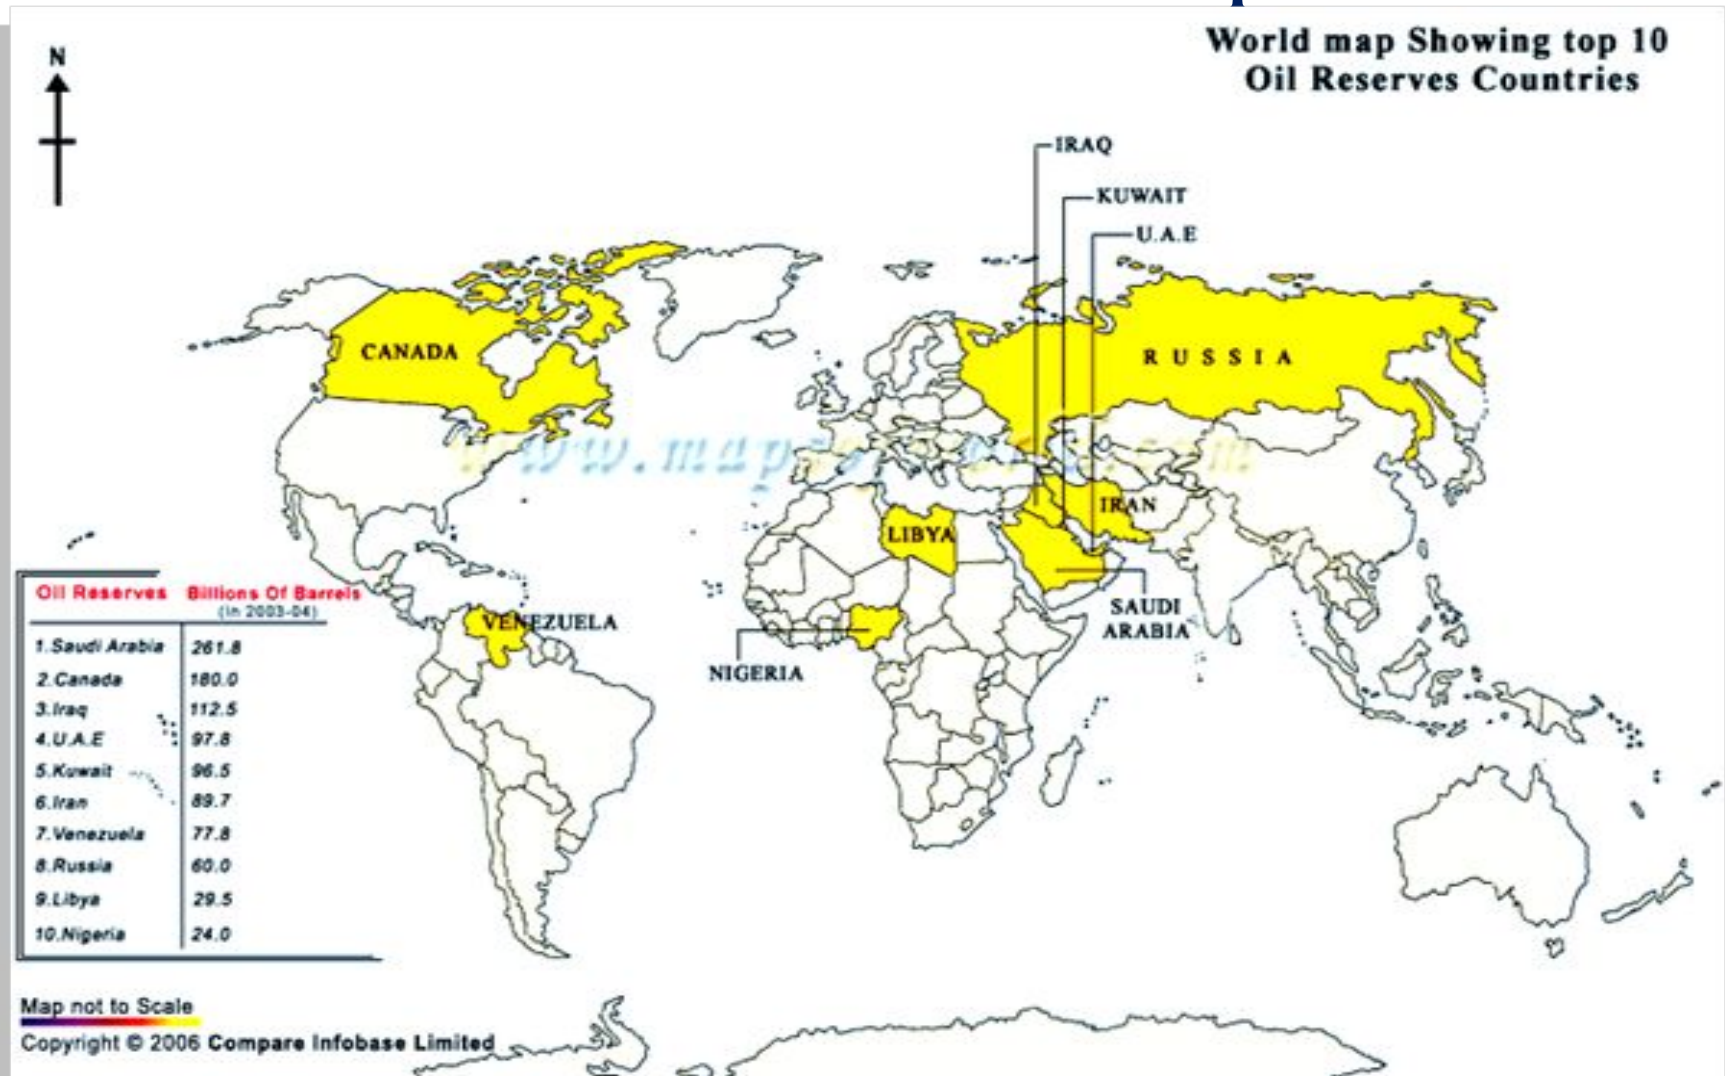 World map Showing top 10
Oil Reserves Countries
N
IRAQ
KUWAIT
U.A.E
CANADA
RUSSIA
IRAN
LIBYA
SAUDI
ARABIA
VENEZUELA
NIGERIA
Oil Reserves Billions Of Barrels
(In 2003-04)
1.Saudi Arabia 261.8
2.Canada 180.0
3.Iraq 112.5
4.U.A.E 97.8
5.Kuwait 96.5
6.Iran 89.7
7.Venezuela 77.8
8.Russia 60.0
9.Libya 29.5
10.Nigeria 24.0
Map not to Scale
Copyright © 2006 Compare Infobase Limited